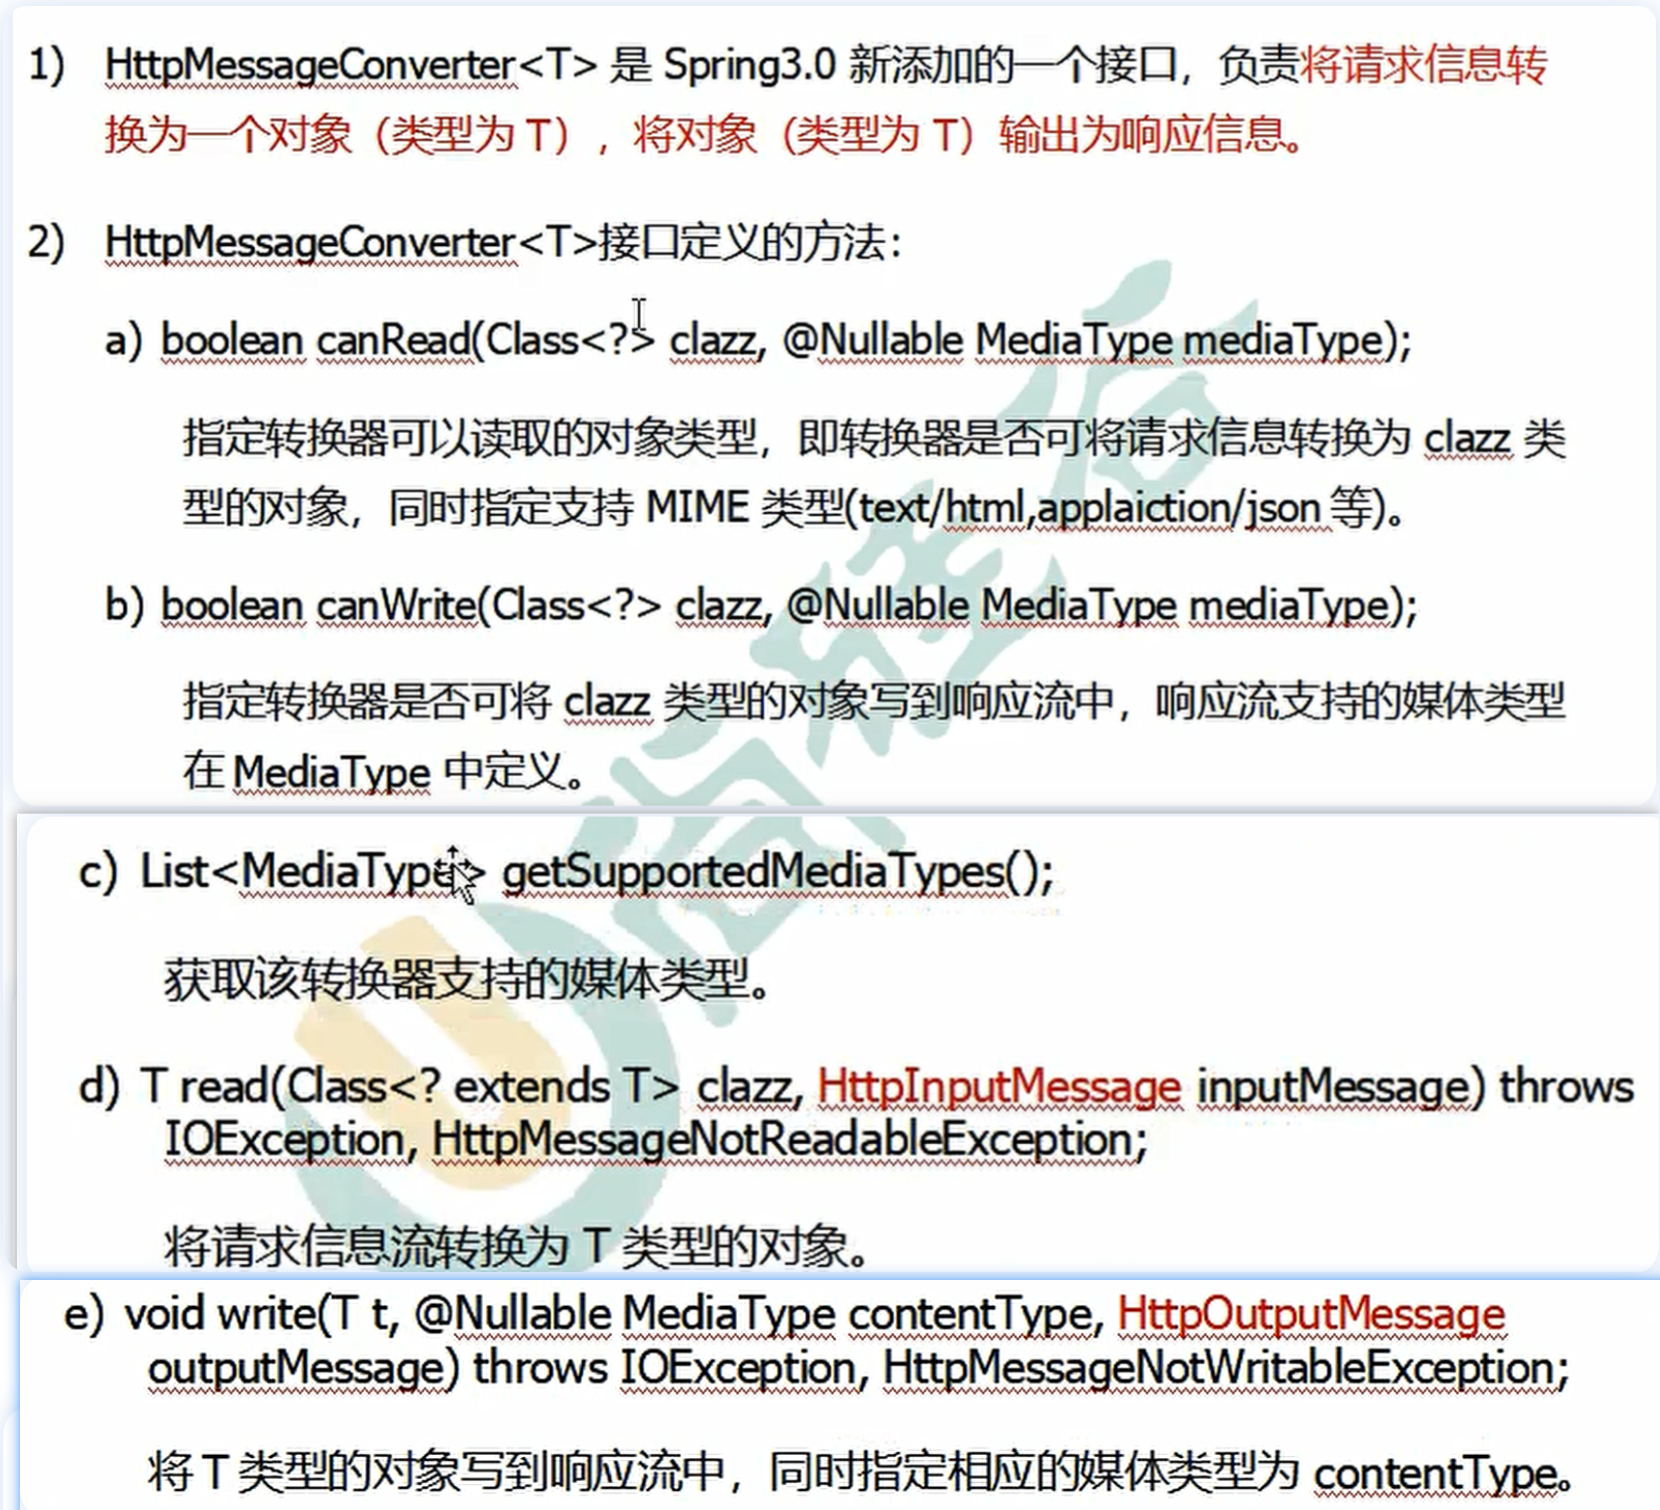 1) HttpMessageConverter<T> 是 Spring3.0 新添加的一个接口，负责将请求信息转
换为一个对象（类型为 T），将对象（类型为 T）输出为响应信息。
2) HttpMessageConverter<T>接口定义的方法：
a) boolean canRead(Class<?> clazz, @Nullable MediaType mediaType);
指定转换器可以读取的对象类型，即转换器是否可将请求信息转换为 clazz 类
型的对象，同时指定支持 MIME 类型(text/html,applaiction/json 等)。
b) boolean canWrite(Class<?> clazz, @Nullable MediaType mediaType);
指定转换器是否可将 clazz 类型的对象写到响应流中，响应流支持的媒体类型
在 MediaType 中定义。
c) List<MediaType> getSupportedMediaTypes();
获取该转换器支持的媒体类型。
d) T read(Class<? extends T> clazz, HttpInputMessage inputMessage) throws
IOException, HttpMessageNotReadableException;
将请求信息流转换为 T 类型的对象。
e) void write(T t, @Nullable MediaType contentType, HttpOutputMessage
outputMessage) throws IOException, HttpMessageNotWritableException;
将 T 类型的对象写到响应流中，同时指定相应的媒体类型为 contentType。
尚硅谷